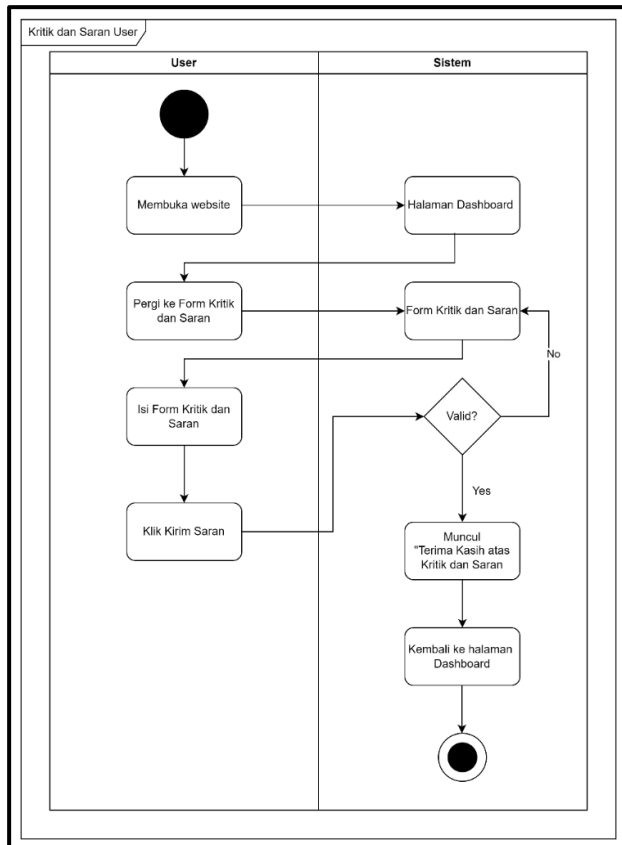 Kritik dan Saran User
User
Sistem
Membuka website
Halaman Dashboard
Pergi ke Form Kritik
dan Saran
Form Kritik dan Saran
No
Isi Form Kritik dan
Saran
Valid?
Yes
Klik Kirim Saran
Muncul
"Terima Kasih atas
Kritik dan Saran
Kembali ke halaman
Dashboard